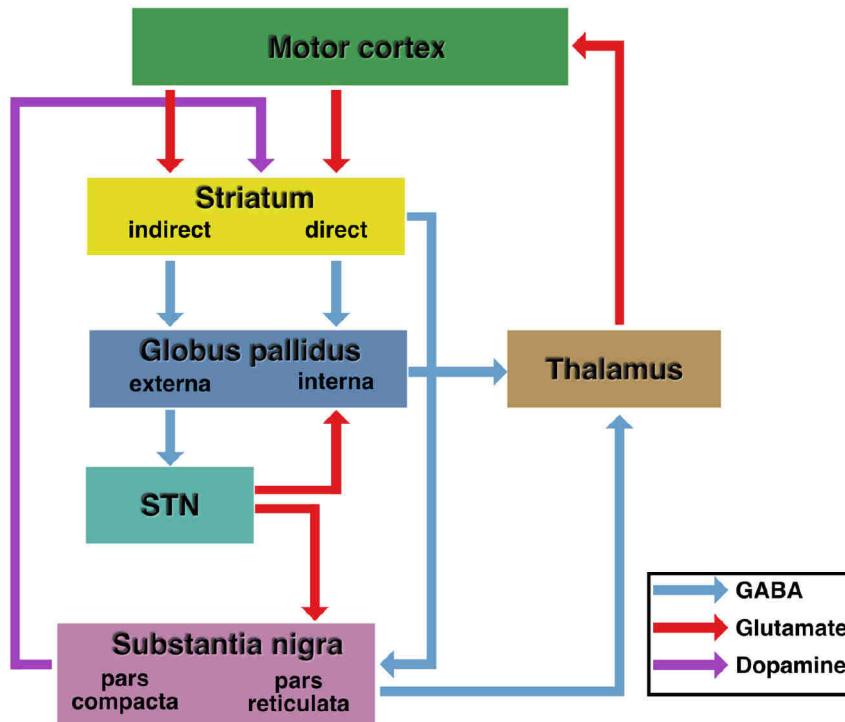 Motor cortex
Striatum
indirect direct
Globus pallidus
externa interna
Thalamus
STN
Substantia nigra
pars compacta
pars reticulata
GABA
Glutamate
Dopamine